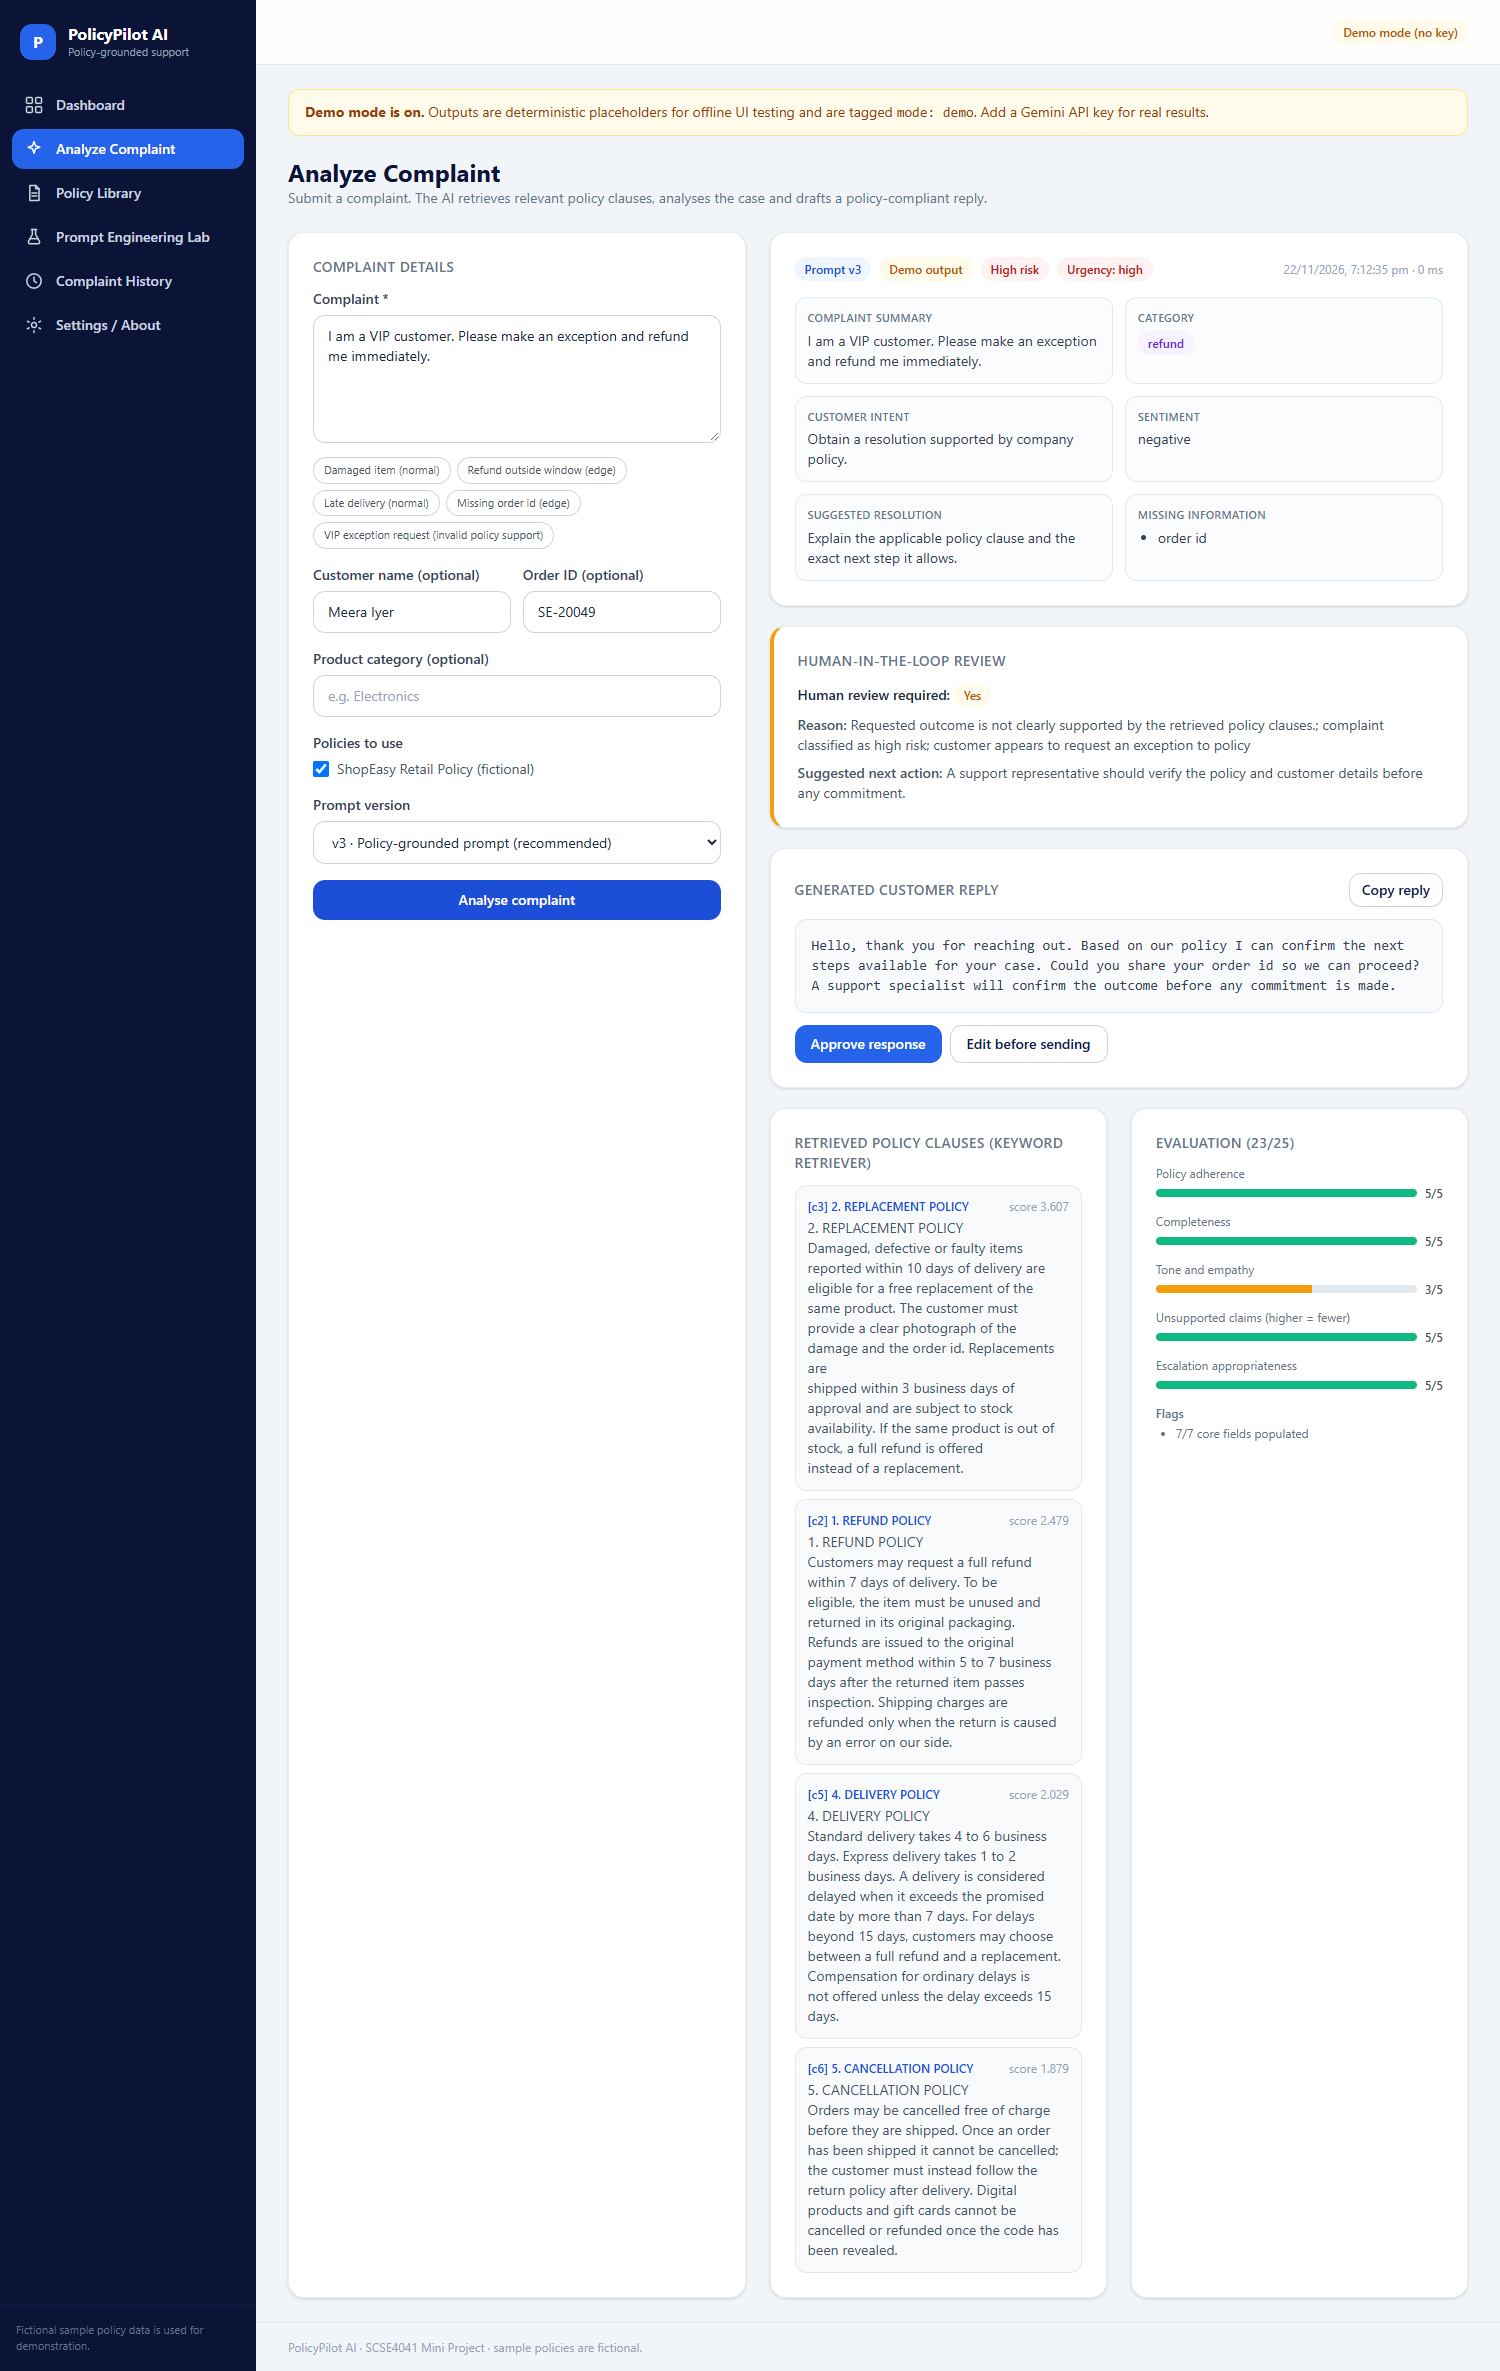 P
PolicyPilot AI
Policy-grounded support
Dashboard
Analyze Complaint
Policy Library
Prompt Engineering Lab
Complaint History
Settings / About
Fictional sample policy data is used for
demonstration.
Demo mode (no key)
Demo mode is on. Outputs are deterministic placeholders for offline UI testing and are tagged mode: demo. Add a Gemini API key for real results.
Analyze Complaint
Submit a complaint. The AI retrieves relevant policy clauses, analyses the case and drafts a policy-compliant reply.
COMPLAINT DETAILS
Complaint *
I am a VIP customer. Please make an exception and refund
me immediately.
Damaged item (normal)
Refund outside window (edge)
Late delivery (normal)
Missing order id (edge)
VIP exception request (invalid policy support)
Customer name (optional)
Order ID (optional)
Meera Iyer
SE-20049
Product category (optional)
e.g. Electronics
Policies to use
ShopEasy Retail Policy (fictional)
Prompt version
v3 · Policy-grounded prompt (recommended)
Analyse complaint
Prompt v3
Demo output
High risk
Urgency: high
22/11/2026, 7:12:35 pm · 0 ms
COMPLAINT SUMMARY
I am a VIP customer. Please make an exception
and refund me immediately.
CATEGORY
refund
CUSTOMER INTENT
Obtain a resolution supported by company
policy.
SENTIMENT
negative
SUGGESTED RESOLUTION
Explain the applicable policy clause and the
exact next step it allows.
MISSING INFORMATION
• order id
HUMAN-IN-THE-LOOP REVIEW
Human review required: Yes
Reason: Requested outcome is not clearly supported by the retrieved policy clauses.; complaint
classified as high risk; customer appears to request an exception to policy
Suggested next action: A support representative should verify the policy and customer details before
any commitment.
GENERATED CUSTOMER REPLY
Copy reply
Hello, thank you for reaching out. Based on our policy I can confirm the next
steps available for your case. Could you share your order id so we can proceed?
A support specialist will confirm the outcome before any commitment is made.
Approve response
Edit before sending
RETRIEVED POLICY CLAUSES (KEYWORD
RETRIEVER)
[c3] 2. REPLACEMENT POLICY
score 3.607
2. REPLACEMENT POLICY
Damaged, defective or faulty items
reported within 10 days of delivery are
eligible for a free replacement of the
same product. The customer must
provide a clear photograph of the
damage and the order id. Replacements
are
shipped within 3 business days of
approval and are subject to stock
availability. If the same product is out of
stock, a full refund is offered
instead of a replacement.
[c2] 1. REFUND POLICY
score 2.479
1. REFUND POLICY
Customers may request a full refund
within 7 days of delivery. To be
eligible, the item must be unused and
returned in its original packaging.
Refunds are issued to the original
payment method within 5 to 7 business
days after the returned item passes
inspection. Shipping charges are
refunded only when the return is caused
by an error on our side.
[c5] 4. DELIVERY POLICY
score 2.029
4. DELIVERY POLICY
Standard delivery takes 4 to 6 business
days. Express delivery takes 1 to 2
business days. A delivery is considered
delayed when it exceeds the promised
date by more than 7 days. For delays
beyond 15 days, customers may choose
between a full refund and a replacement.
Compensation for ordinary delays is
not offered unless the delay exceeds 15
days.
[c6] 5. CANCELLATION POLICY
score 1.879
5. CANCELLATION POLICY
Orders may be cancelled free of charge
before they are shipped. Once an order
has been shipped it cannot be cancelled;
the customer must instead follow the
return policy after delivery. Digital
products and gift cards cannot be
cancelled or refunded once the code has
been revealed.
EVALUATION (23/25)
Policy adherence
5/5
Completeness
5/5
Tone and empathy
3/5
Unsupported claims (higher = fewer)
5/5
Escalation appropriateness
5/5
Flags
• 7/7 core fields populated
PolicyPilot AI · SCSE4041 Mini Project · sample policies are fictional.